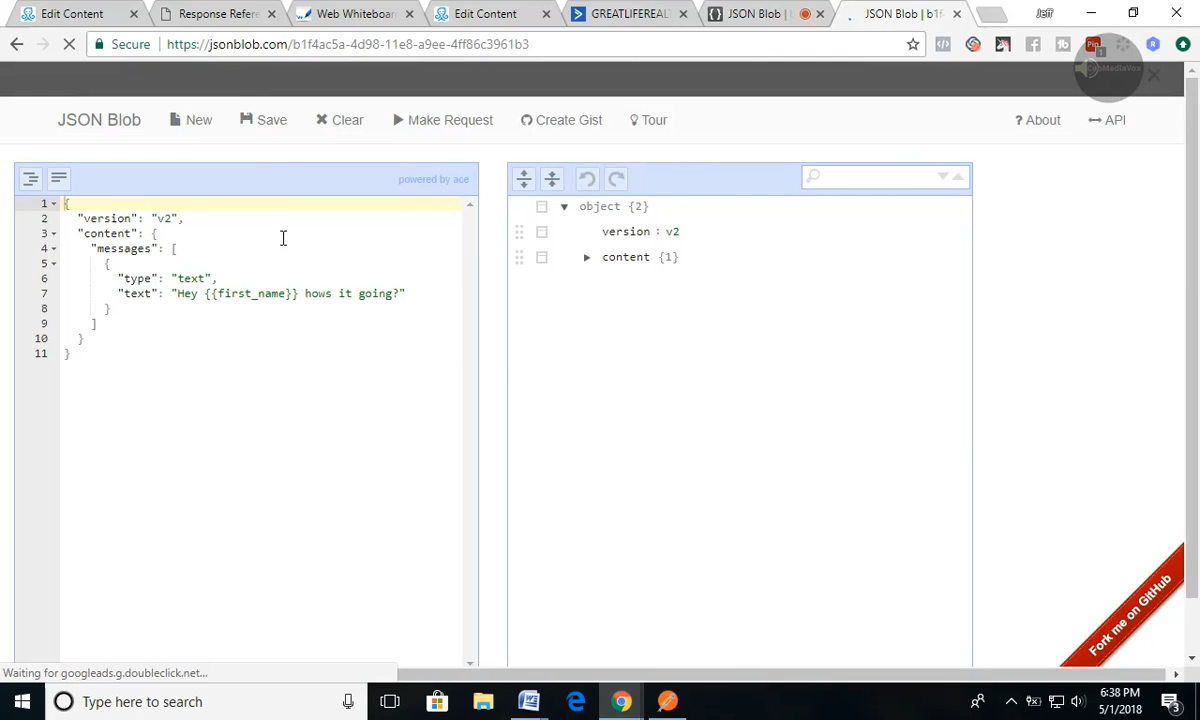 Edit Content
Response Refere
Web Whiteboard
Edit Content
GREATLIFEREAL
JSON Blob |
JSON Blob | b1f
Jeff
Secure
https://jsonblob.com/b1f4ac5a-4d98-11e8-a9ee-4ff86c3961b3
JSON Blob
New
Save
Clear
Make Request
Create Gist
Tour
? About
API
powered by ace
1 {
2 "version": "v2",
3 "content": {
4 "messages": [
5 {
6 "type": "text",
7 "text": "Hey {{first_name}} hows it going?"
8 }
9 ]
10 }
11 }
object {2}
version : v2
content {1}
Fork me on GitHub
Waiting for googleads.g.doubleclick.net...
Type here to search
6:38 PM
5/1/2018
3